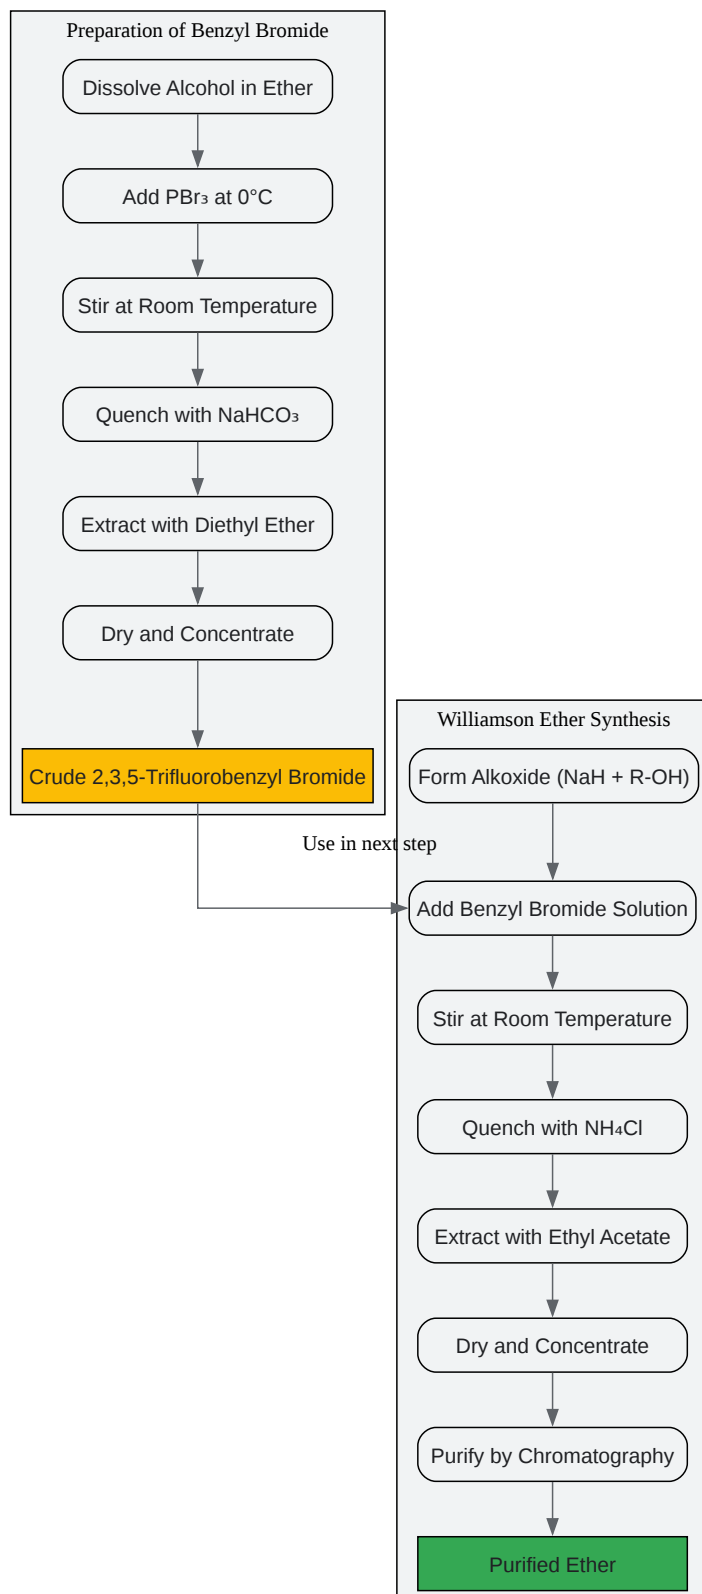 Preparation of Benzyl Bromide
Dissolve Alcohol in Ether
Add PBr₃ at 0°C
Stir at Room Temperature
Quench with NaHCO₃
Extract with Diethyl Ether
Dry and Concentrate
Crude 2,3,5-Trifluorobenzyl Bromide
Use in next step
Williamson Ether Synthesis
Form Alkoxide (NaH + R-OH)
Add Benzyl Bromide Solution
Stir at Room Temperature
Quench with NH₄Cl
Extract with Ethyl Acetate
Dry and Concentrate
Purify by Chromatography
Purified Ether